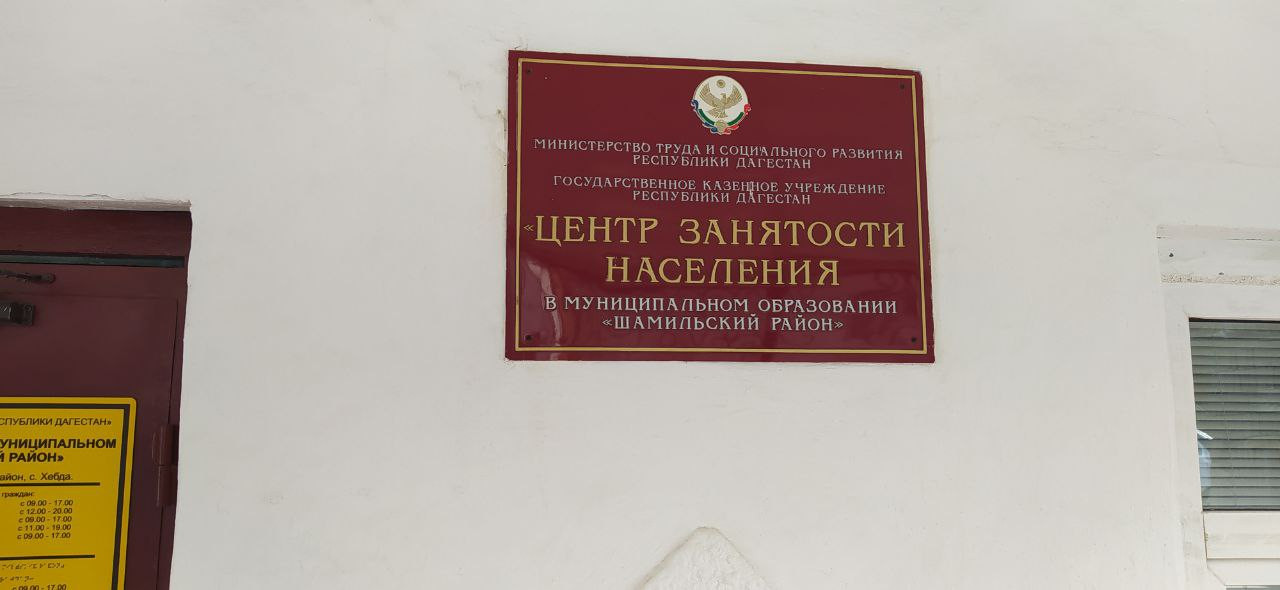 МИНИСТЕРСТВО ТРУДА И СОЦИАЛЬНОГО РАЗВИТИЯ
РЕСПУБЛИКИ ДАГЕСТАН
ГОСУДАРСТВЕННОЕ КАЗЕННОЕ УЧРЕЖДЕНИЕ
РЕСПУБЛИКИ ДАГЕСТАН
«ЦЕНТР ЗАНЯТОСТИ
НАСЕЛЕНИЯ
В МУНИЦИПАЛЬНОМ ОБРАЗОВАНИИ
«ШАМИЛЬСКИЙ РАЙОН»
СПУБЛИКИ ДАГЕСТАН»
УНИЦИПАЛЬНОМ
Й РАЙОН»
айон, с. Хебда.
граждан:
с 09.00 - 17.00
с 12.00 - 20.00
с 09.00 - 17.00
с 11.00 - 19.00
с 09.00 - 17.00
с 09.00 - 17.00